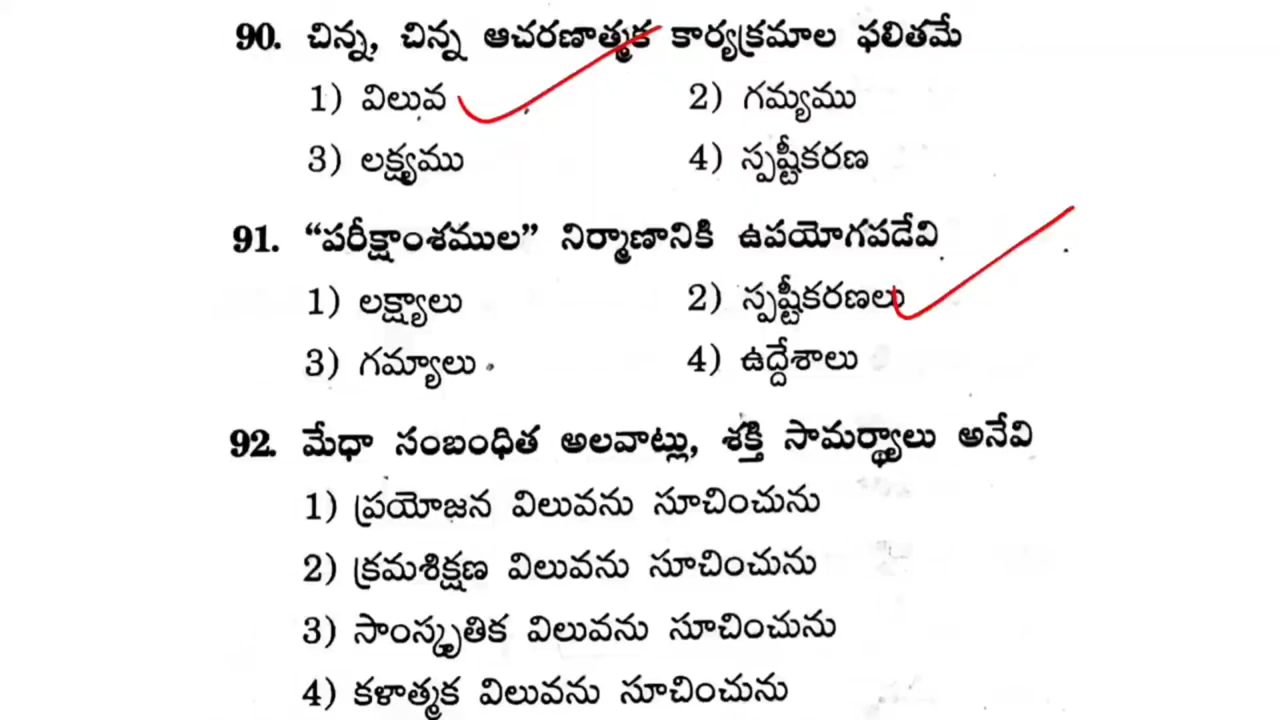 90. చిన్న, చిన్న ఆచరణాత్మక కార్యక్రమాల ఫలితమే
1) విలువ 2) గమ్యము
3) లక్ష్యము 4) స్పష్టీకరణ
91. “పరీక్షాంశముల” నిర్మాణానికి ఉపయోగపడేవి
1) లక్ష్యాలు 2) స్పష్టీకరణలు
3) గమ్యాలు 4) ఉద్దేశాలు
92. మేధా సంబంధిత అలవాట్లు, శక్తి సామర్థ్యాలు అనేవి
1) ప్రయోజన విలువను సూచించును
2) క్రమశిక్షణ విలువను సూచించును
3) సాంస్కృతిక విలువను సూచించును
4) కళాత్మక విలువను సూచించును